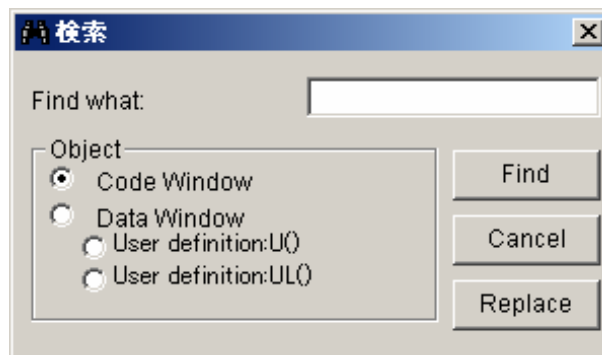 検索
Find what:
Object
Code Window
Data Window
User definition:U()
User definition:UL()
Find
Cancel
Replace